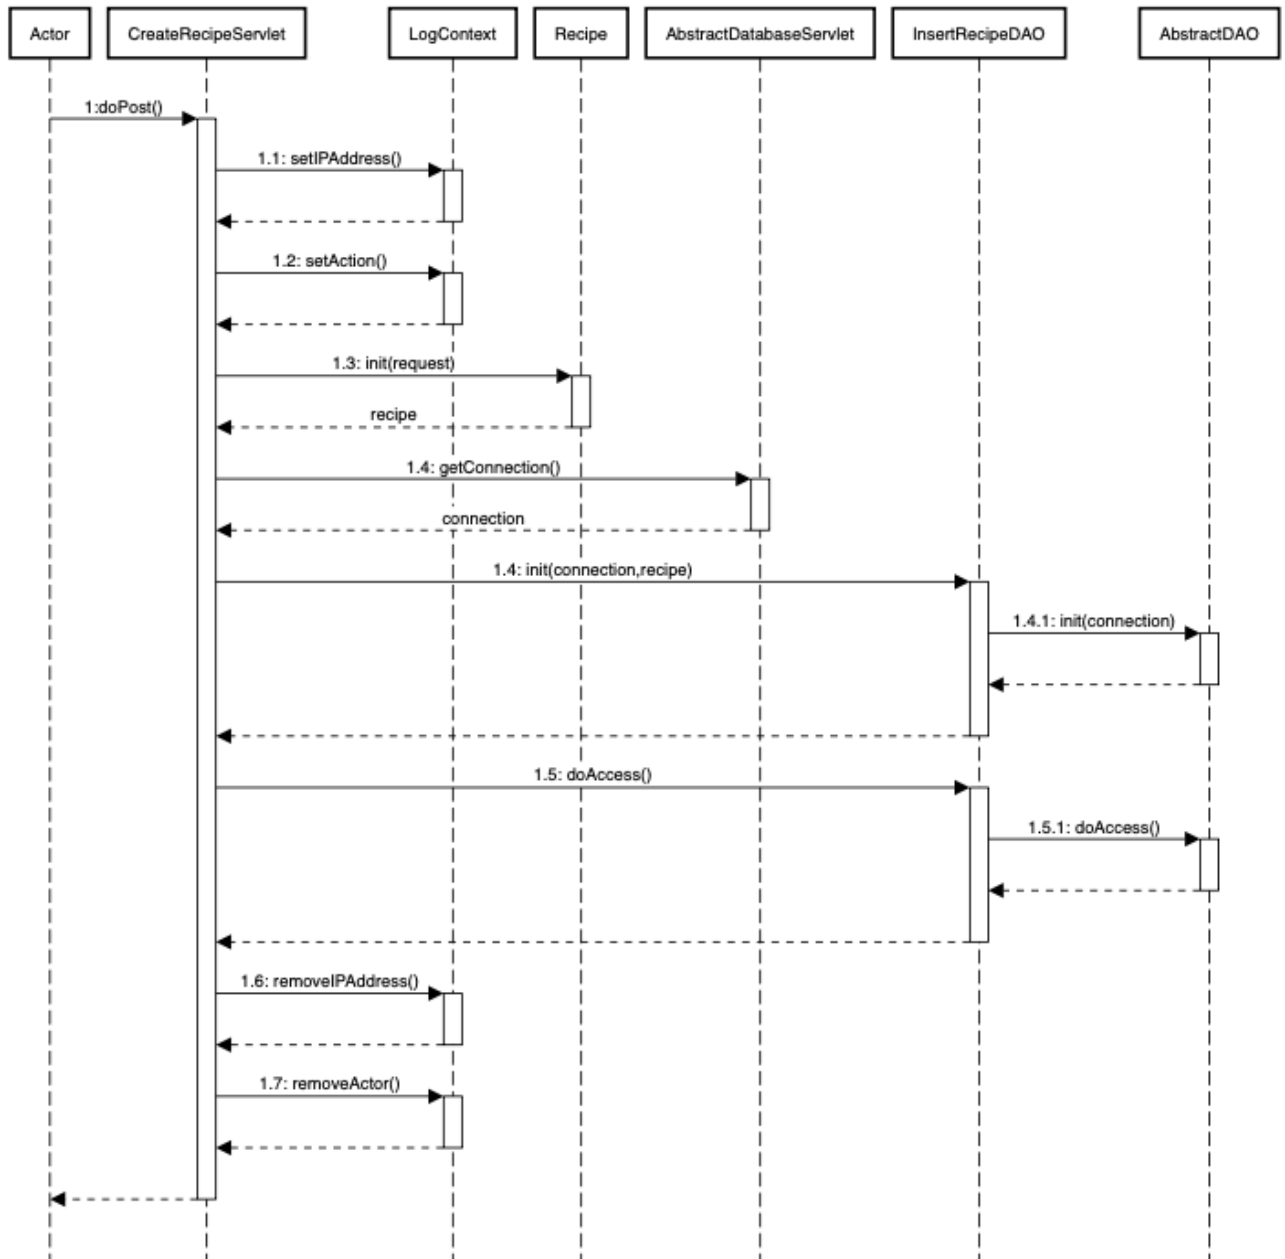 Actor
CreateRecipeServlet
LogContext
Recipe
AbstractDatabaseServlet
InsertRecipeDAO
AbstractDAO
1:doPost()
1.1: setIPAddress()
1.2: setAction()
1.3: init(request)
recipe
1.4: getConnection()
connection
1.4: init(connection,recipe)
1.4.1: init(connection)
1.5: doAccess()
1.5.1: doAccess()
1.6: removeIPAddress()
1.7: removeActor()